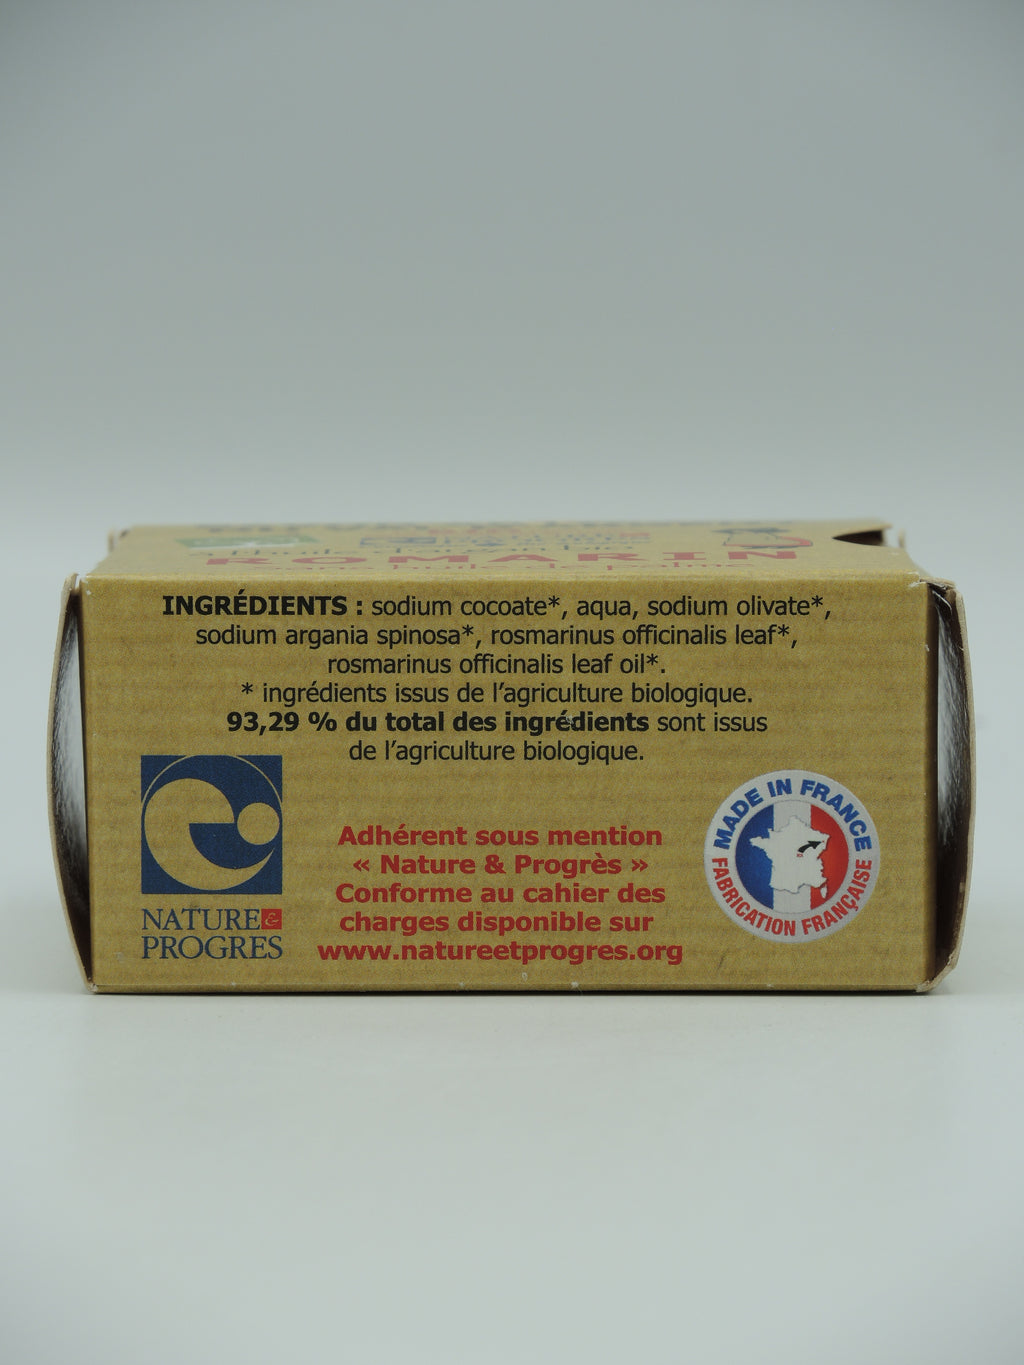 ROMARIN
INGRÉDIENTS : sodium cocoate*, aqua, sodium olivate*,
sodium argania spinosa*, rosmarinus officinalis leaf*,
rosmarinus officinalis leaf oil*.
* ingrédients issus de l'agriculture biologique.
93,29 % du total des ingrédients sont issus
de l'agriculture biologique.
NATURE &
PROGRES
Adhérent sous mention
« Nature & Progrès »
Conforme au cahier des
charges disponible sur
www.natureetprogres.org
MADE IN FRANCE
FABRICATION FRANÇAISE